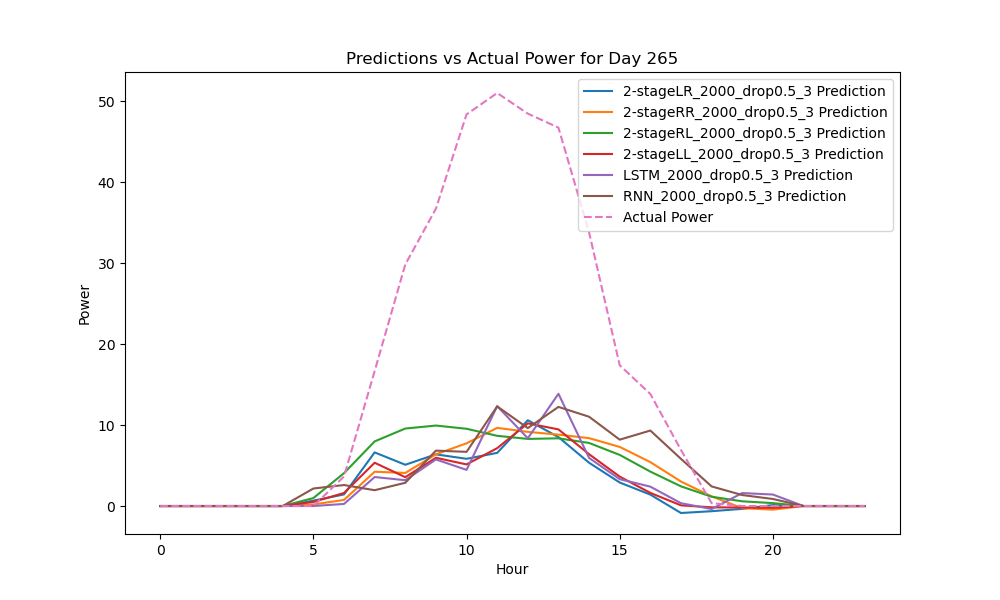 Predictions vs Actual Power for Day 265
2-stageLR_2000_drop0.5_3 Prediction
2-stageRR_2000_drop0.5_3 Prediction
2-stageRL_2000_drop0.5_3 Prediction
2-stageLL_2000_drop0.5_3 Prediction
LSTM_2000_drop0.5_3 Prediction
RNN_2000_drop0.5_3 Prediction
Actual Power
Power
50
40
30
20
10
0
0 5 10 15 20
Hour